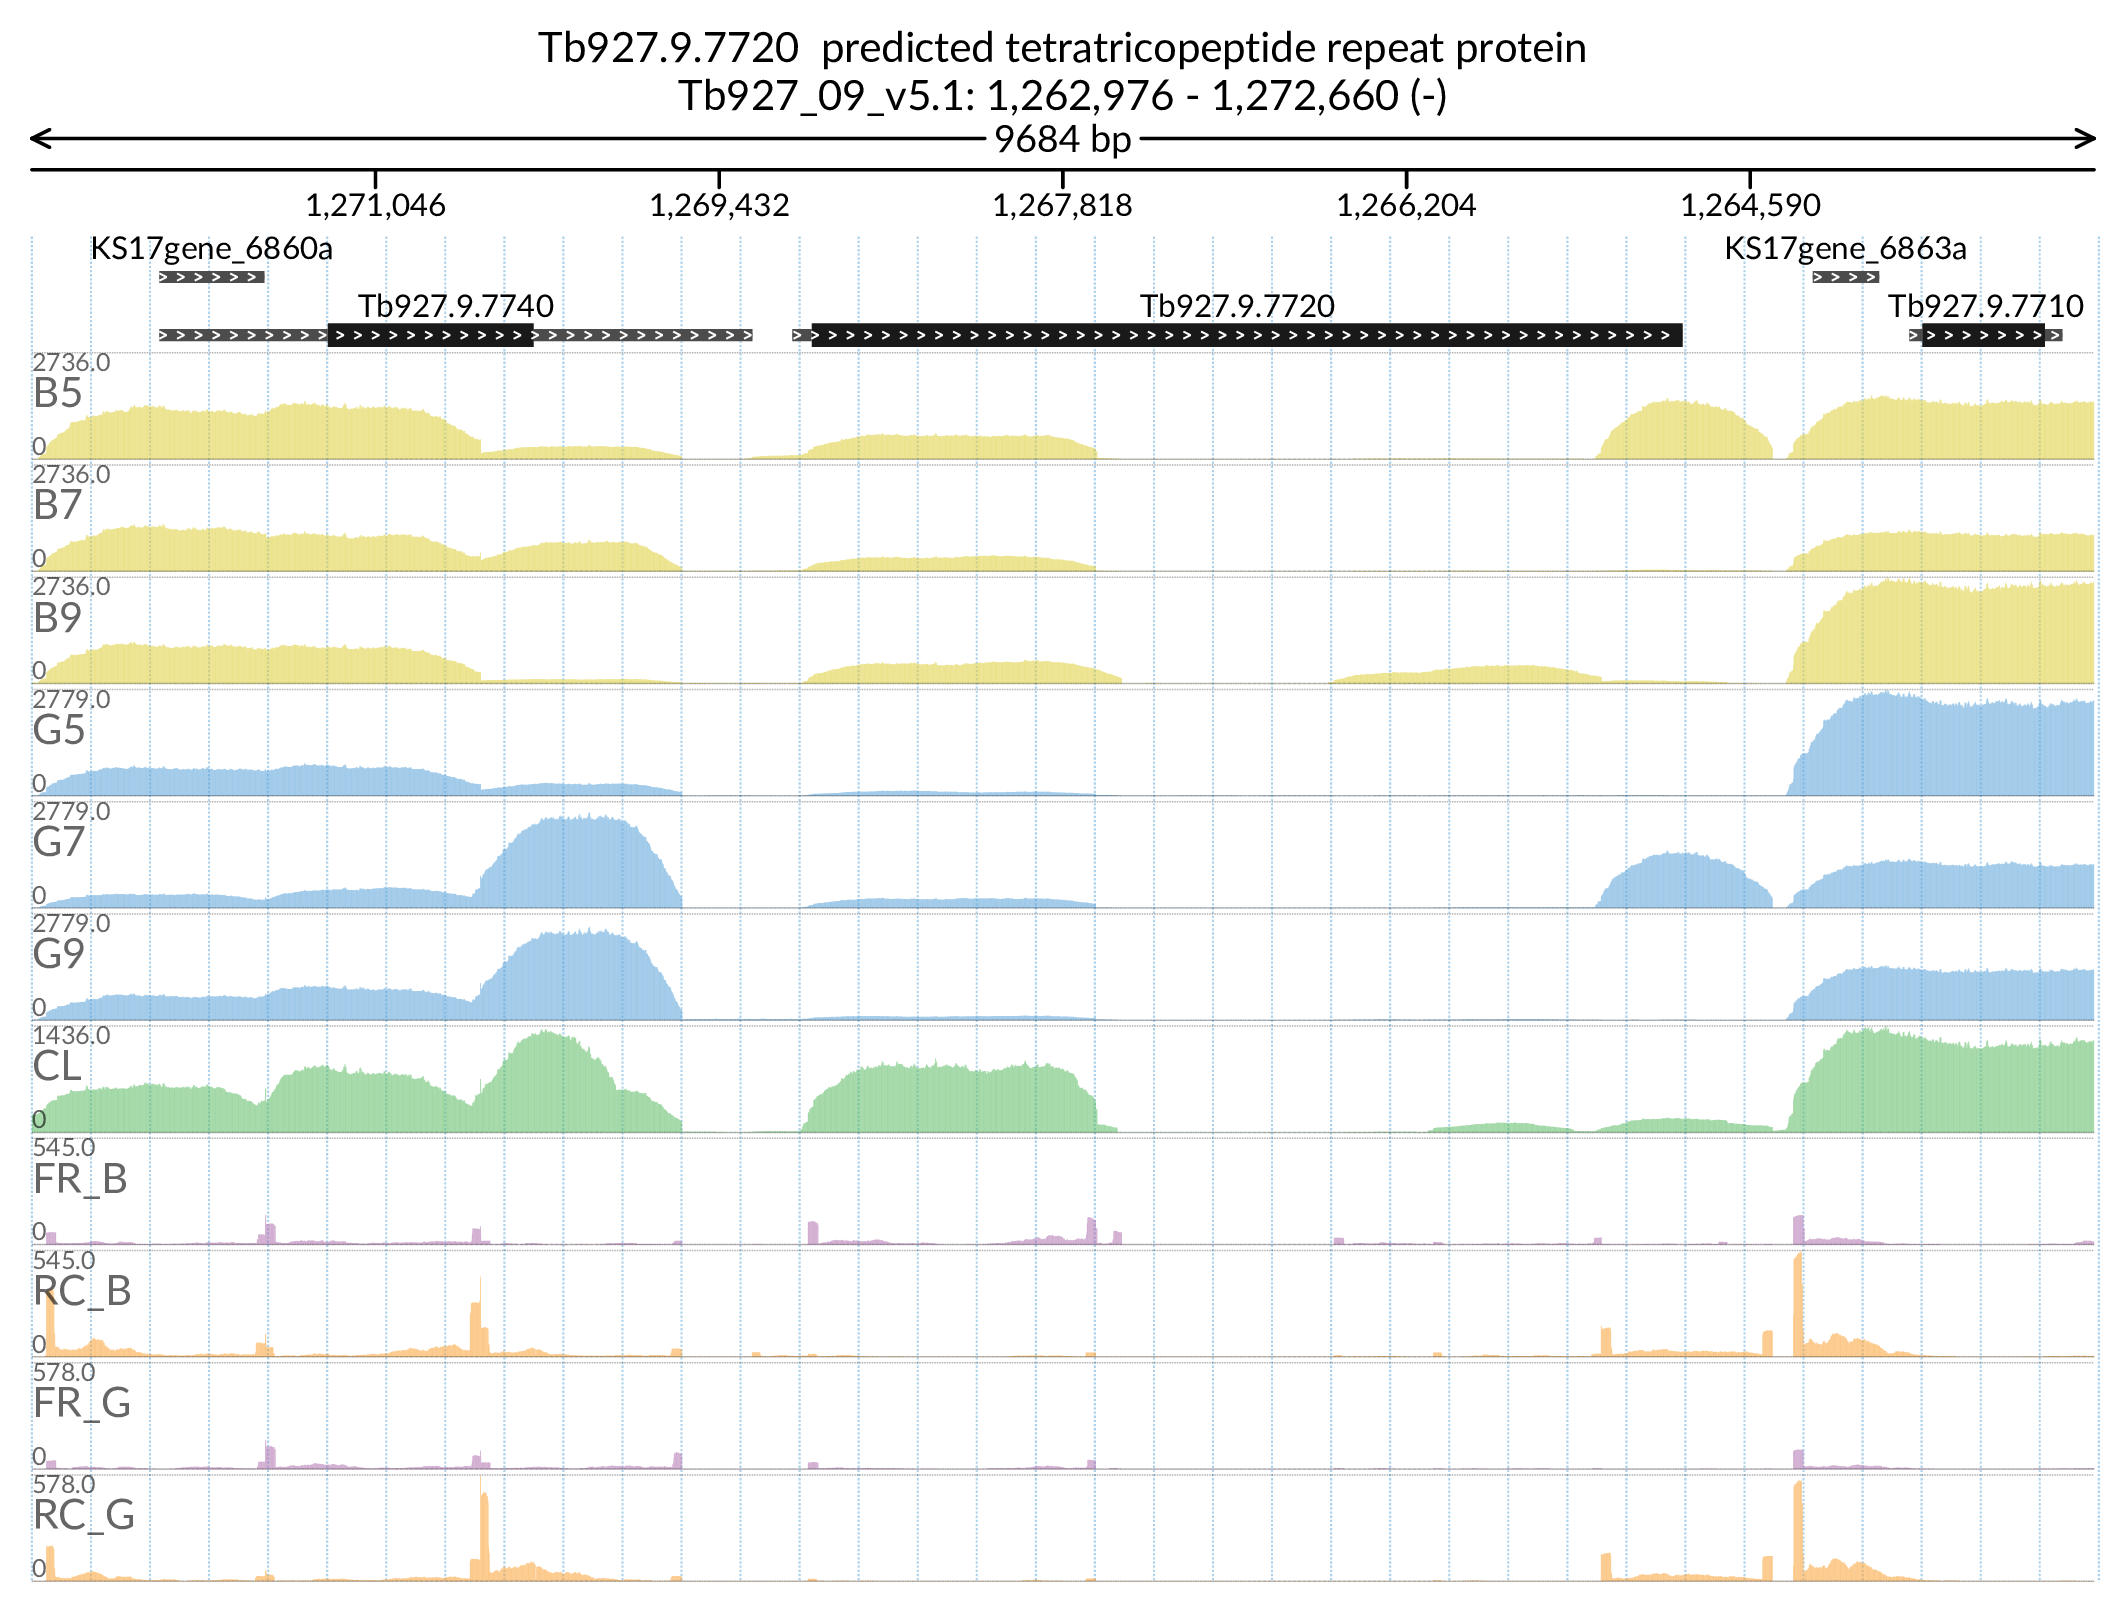 Tb927.9.7720  predicted tetratricopeptide repeat protein
Tb927_09_v5.1: 1,262,976 - 1,272,660 (-)
9684 bp
1,271,046 1,269,432 1,267,818 1,266,204 1,264,590
KS17gene_6860a KS17gene_6863a
Tb927.9.7740 Tb927.9.7720 Tb927.9.7710
2736.0
B5
0
2736.0
B7
0
2736.0
B9
0
2779.0
G5
0
2779.0
G7
0
2779.0
G9
0
1436.0
CL
0
545.0
FR_B
0
545.0
RC_B
0
578.0
FR_G
0
578.0
RC_G
0